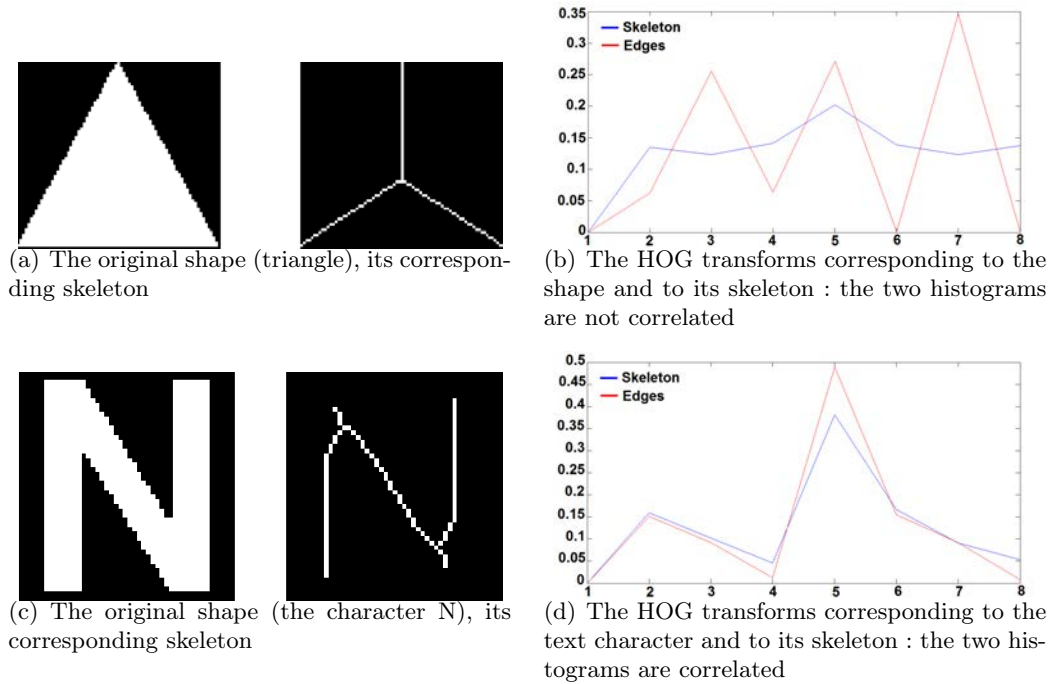 0.35
0.3
0.25
0.2
0.15
0.1
0.05
0
1 2 3 4 5 6 7 8
Skeleton
Edges
(a) The original shape (triangle), its correspon-
ding skeleton
(b) The HOG transforms corresponding to the
shape and to its skeleton : the two histograms
are not correlated
0.5
0.45
0.4
0.35
0.3
0.25
0.2
0.15
0.1
0.05
0
1 2 3 4 5 6 7 8
Skeleton
Edges
(c) The original shape (the character N), its
corresponding skeleton
(d) The HOG transforms corresponding to the
text character and to its skeleton : the two his-
tograms are correlated